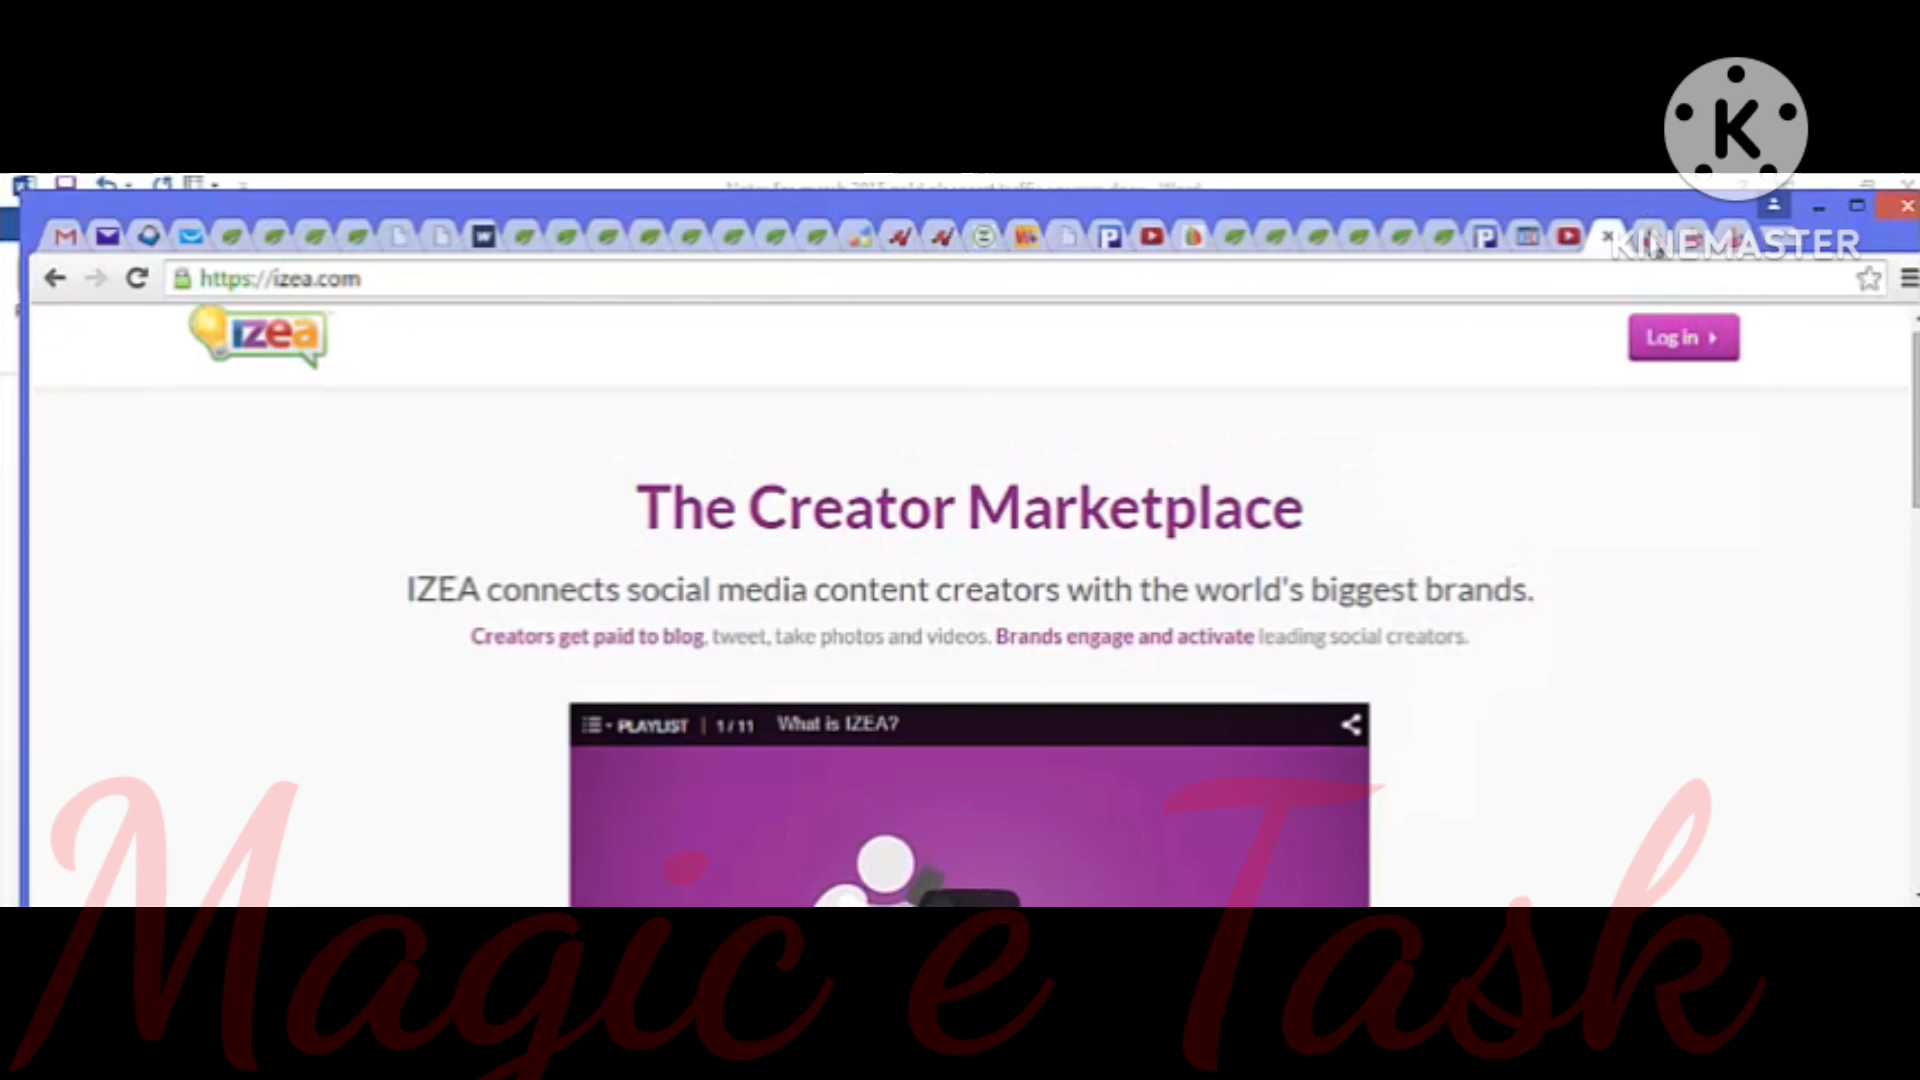 K
KINEMASTER
https://izea.com
izea
Log in
The Creator Marketplace
IZEA connects social media content creators with the world's biggest brands.
Creators get paid to blog, tweet, take photos and videos. Brands engage and activate leading social creators.
PLAYLIST | 1/11 What is IZEA?
Magic e Task